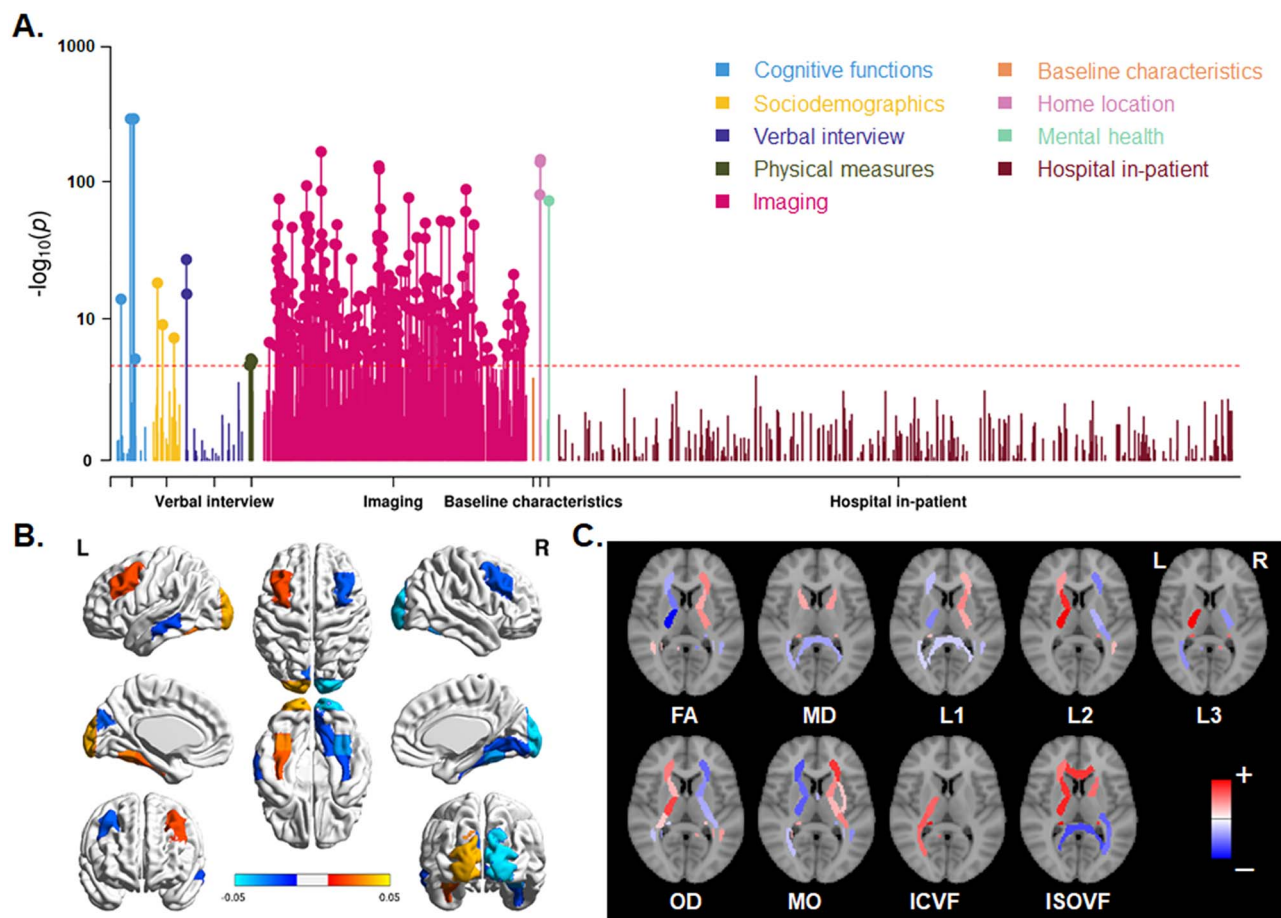 A.
1000
100
10
0
-log10(p)
Cognitive functions
Sociodemographics
Verbal interview
Physical measures
Imaging
Baseline characteristics
Home location
Mental health
Hospital in-patient
Verbal interview
Imaging
Baseline characteristics
Hospital in-patient
B.
L
R
-0.05
0.05
C.
L
R
FA
MD
L1
L2
L3
OD
MO
ICVF
ISOVF
+
−